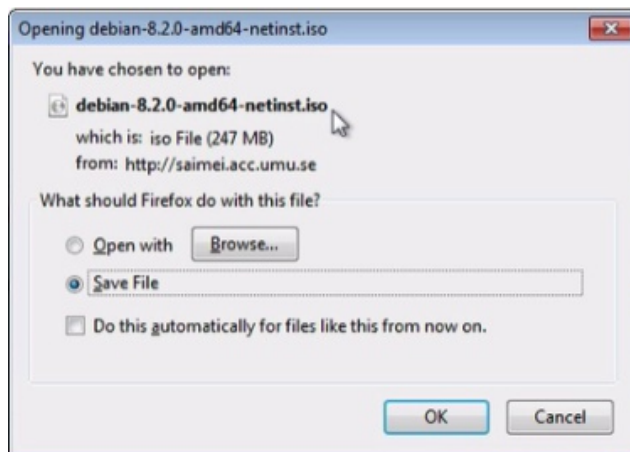 Opening debian-8.2.0-amd64-netinst.iso
You have chosen to open:
debian-8.2.0-amd64-netinst.iso
which is: iso File (247 MB)
from: http://saimei.acc.umu.se
What should Firefox do with this file?
Open with Browse...
Save File
Do this automatically for files like this from now on.
OK Cancel